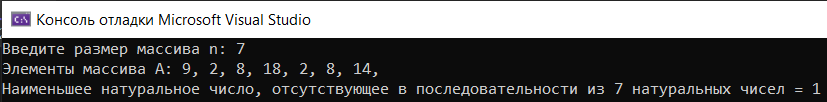 Консоль отладки Microsoft Visual Studio
Введите размер массива n: 7
Элементы массива A: 9, 2, 8, 18, 2, 8, 14,
Наименьшее натуральное число, отсутствующее в последовательности из 7 натуральных чисел = 1